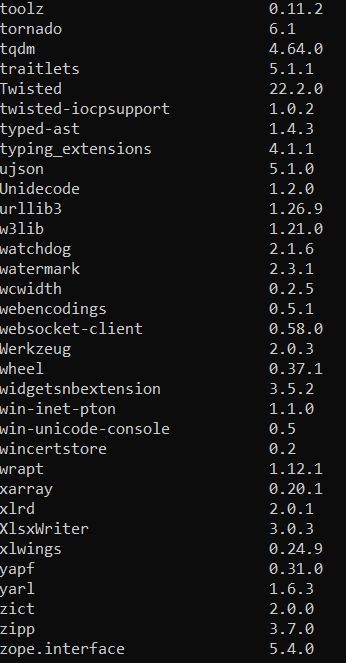 toolz 0.11.2
tornado 6.1
tqdm 4.64.0
traitlets 5.1.1
Twisted 22.2.0
twisted-iocpsupport 1.0.2
typed-ast 1.4.3
typing_extensions 4.1.1
ujson 5.1.0
Unidecode 1.2.0
urllib3 1.26.9
w3lib 1.21.0
watchdog 2.1.6
watermark 2.3.1
wcwidth 0.2.5
webencodings 0.5.1
websocket-client 0.58.0
Werkzeug 2.0.3
wheel 0.37.1
widgetsnbextension 3.5.2
win-inet-pton 1.1.0
win-unicode-console 0.5
wincertstore 0.2
wrapt 1.12.1
xarray 0.20.1
xlrd 2.0.1
XlsxWriter 3.0.3
xlwings 0.24.9
yapf 0.31.0
yarl 1.6.3
zict 2.0.0
zipp 3.7.0
zope.interface 5.4.0